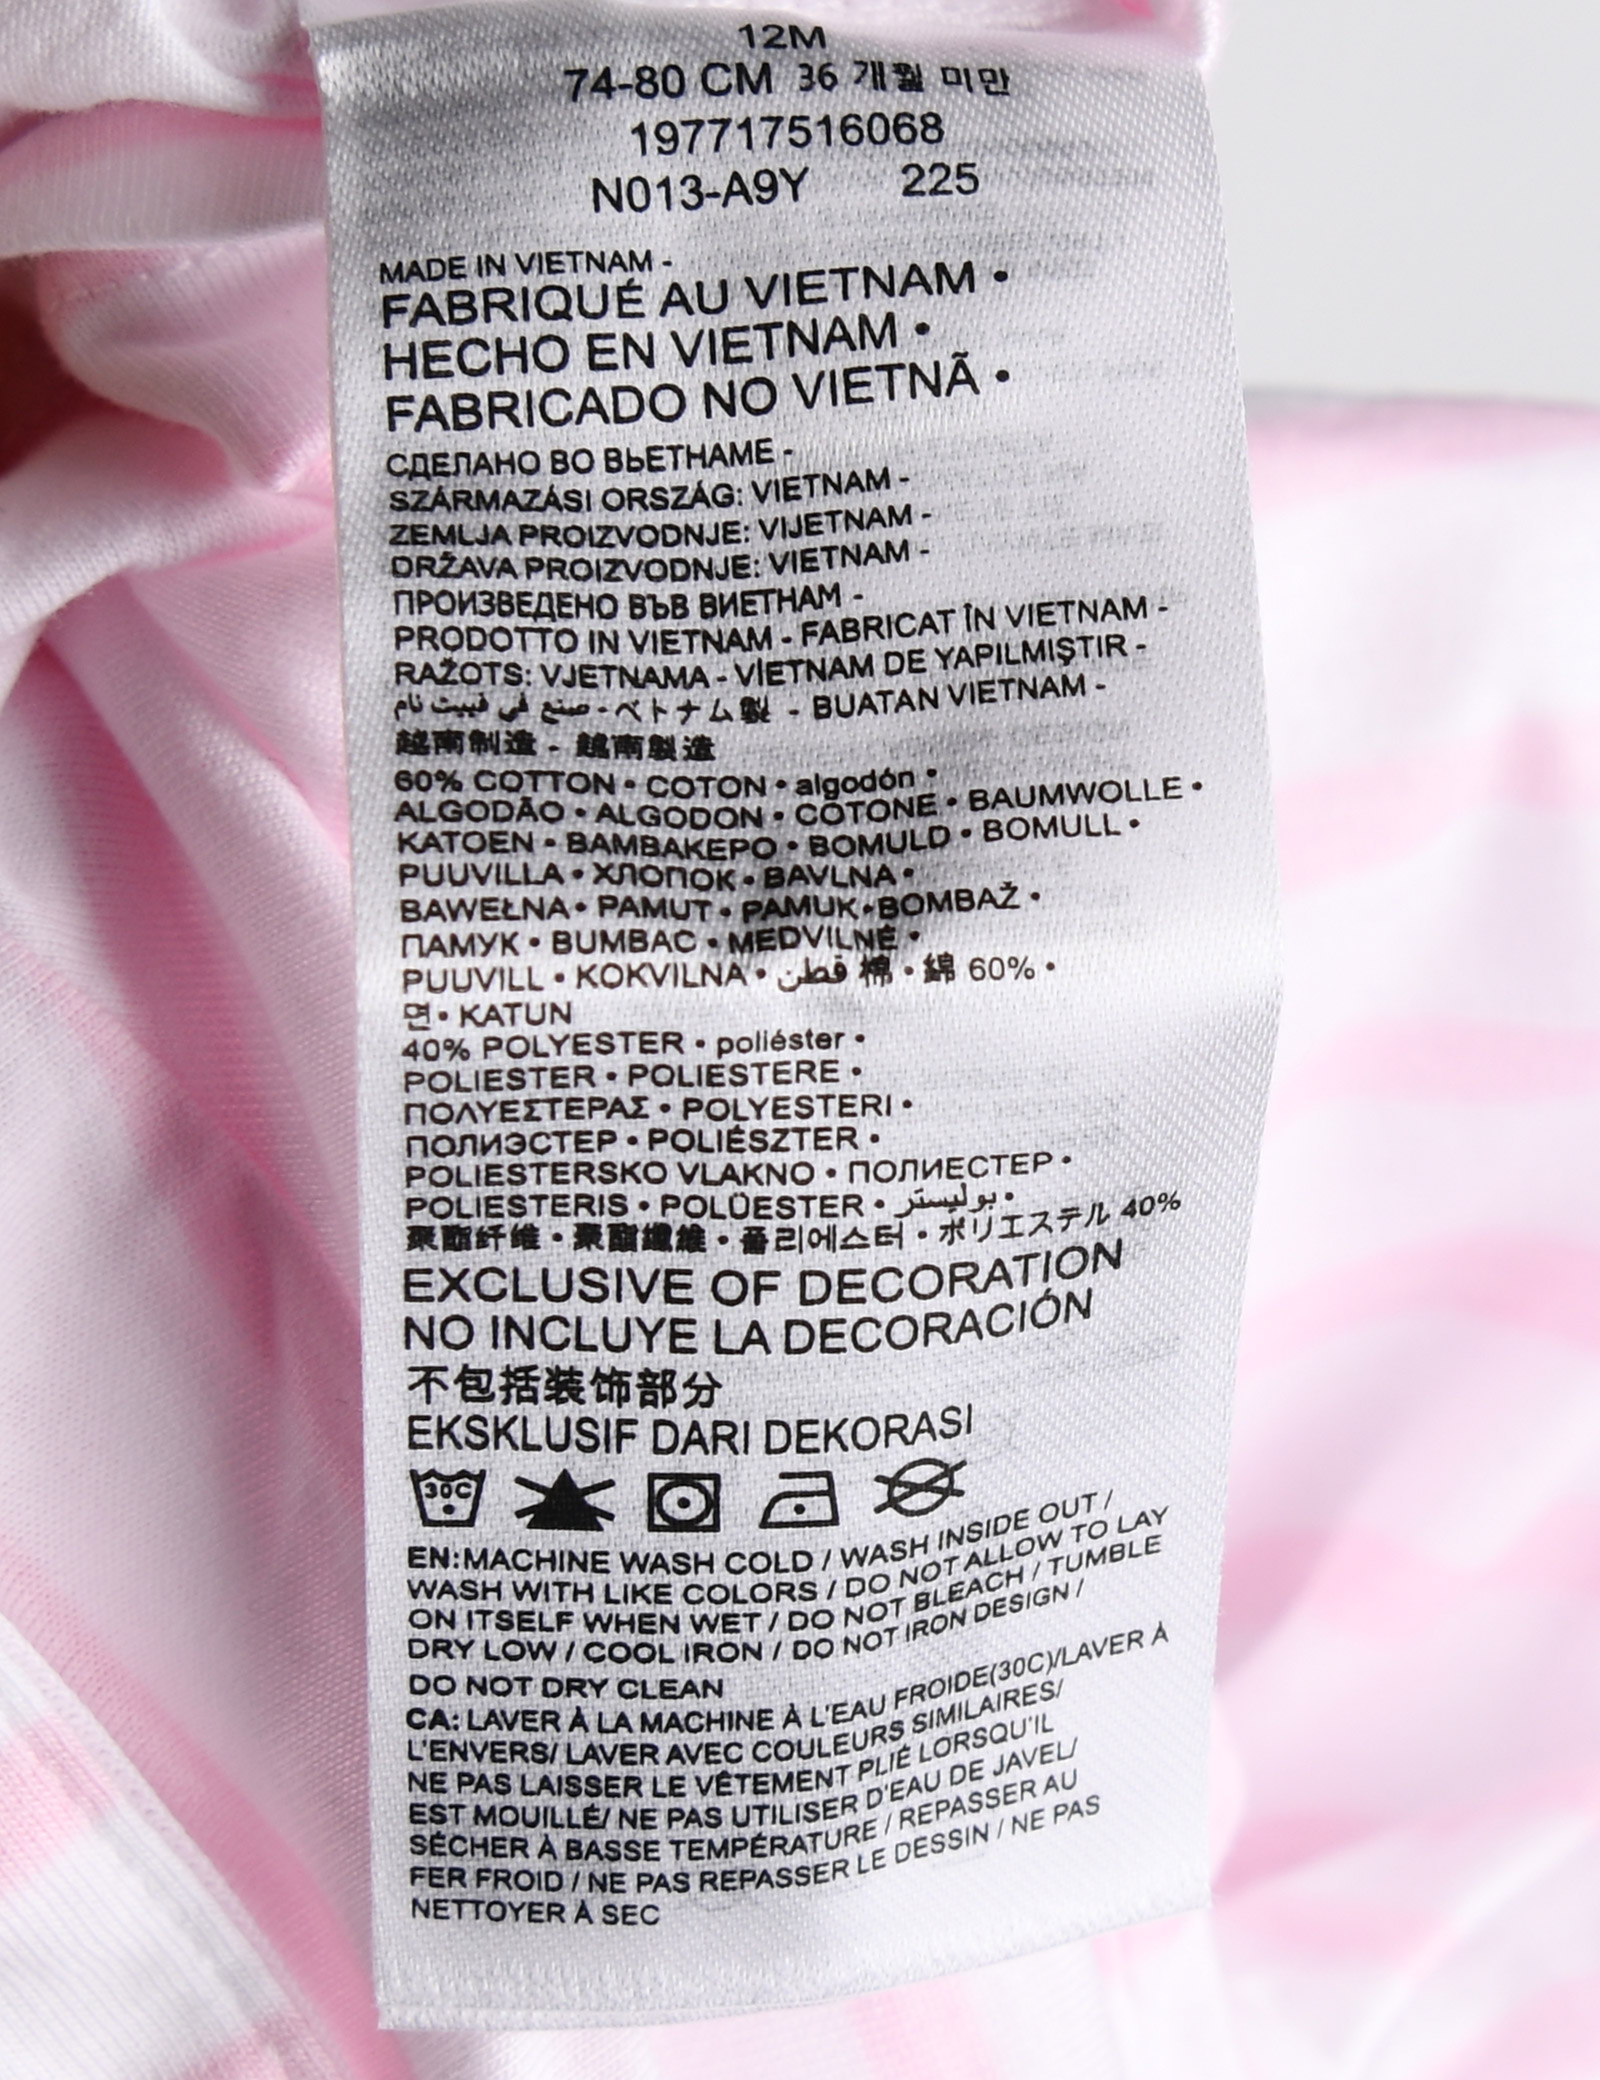 12M
74-80 CM 36 개월 미만
197717516068
N013-A9Y 225
MADE IN VIETNAM -
FABRIQUÉ AU VIETNAM •
HECHO EN VIETNAM •
FABRICADO NO VIETNÃ •
СДЕЛАНО ВО ВЬЕТНАМЕ -
SZÁRMAZÁSI ORSZÁG: VIETNAM -
ZEMLJA PROIZVODNJE: VIJETNAM -
DRŽAVA PROIZVODNJE: VIETNAM -
ПРОИЗВЕДЕНО ВЪВ ВИЕТНАМ -
PRODOTTO IN VIETNAM - FABRICAT ÎN VIETNAM -
RAŽOTS: VJETNAMA - VİETNAM DE YAPILMIŞTIR -
صنع في فييت نام - ベトナム製 - BUATAN VIETNAM -
越南制造 - 越南製造
60% COTTON • COTON • algodón •
ALGODÃO • ALGODON • COTONE • BAUMWOLLE •
KATOEN • ΒΑΜΒΑΚΕΡΟ • BOMULD • BOMULL •
PUUVILLA • ХЛОПОК • BAVLNA •
BAWEŁNA • PAMUT • PAMUK • BOMBAŽ •
ПАМУК • BUMBAC • MEDVILNĖ •
PUUVILL • KOKVILNA • قطن 棉 • 綿 60% •
면 • KATUN
40% POLYESTER • poliéster •
POLIESTER • POLIESTERE •
ΠΟΛΥΕΣΤΕΡΑΣ • POLYESTERI •
ПОЛИЭСТЕР • POLIÉSZTER •
POLIESTERSKO VLAKNO • ПОЛИЕСТЕР •
POLIESTERIS • POLÜESTER • بوليستر •
聚酯纤维 • 聚酯纖維 • 폴리에스터 • ポリエステル 40%
EXCLUSIVE OF DECORATION
NO INCLUYE LA DECORACIÓN
不包括装饰部分
EKSKLUSIF DARI DEKORASI
30C
EN:MACHINE WASH COLD / WASH INSIDE OUT /
WASH WITH LIKE COLORS / DO NOT ALLOW TO LAY
ON ITSELF WHEN WET / DO NOT BLEACH / TUMBLE
DRY LOW / COOL IRON / DO NOT IRON DESIGN /
DO NOT DRY CLEAN
CA: LAVER À LA MACHINE À L'EAU FROIDE(30C)/LAVER À
L'ENVERS/ LAVER AVEC COULEURS SIMILAIRES/
NE PAS LAISSER LE VÊTEMENT PLIÉ LORSQU'IL
EST MOUILLÉ/ NE PAS UTILISER D'EAU DE JAVEL/
SÉCHER À BASSE TEMPÉRATURE / REPASSER AU
FER FROID / NE PAS REPASSER LE DESSIN / NE PAS
NETTOYER À SEC